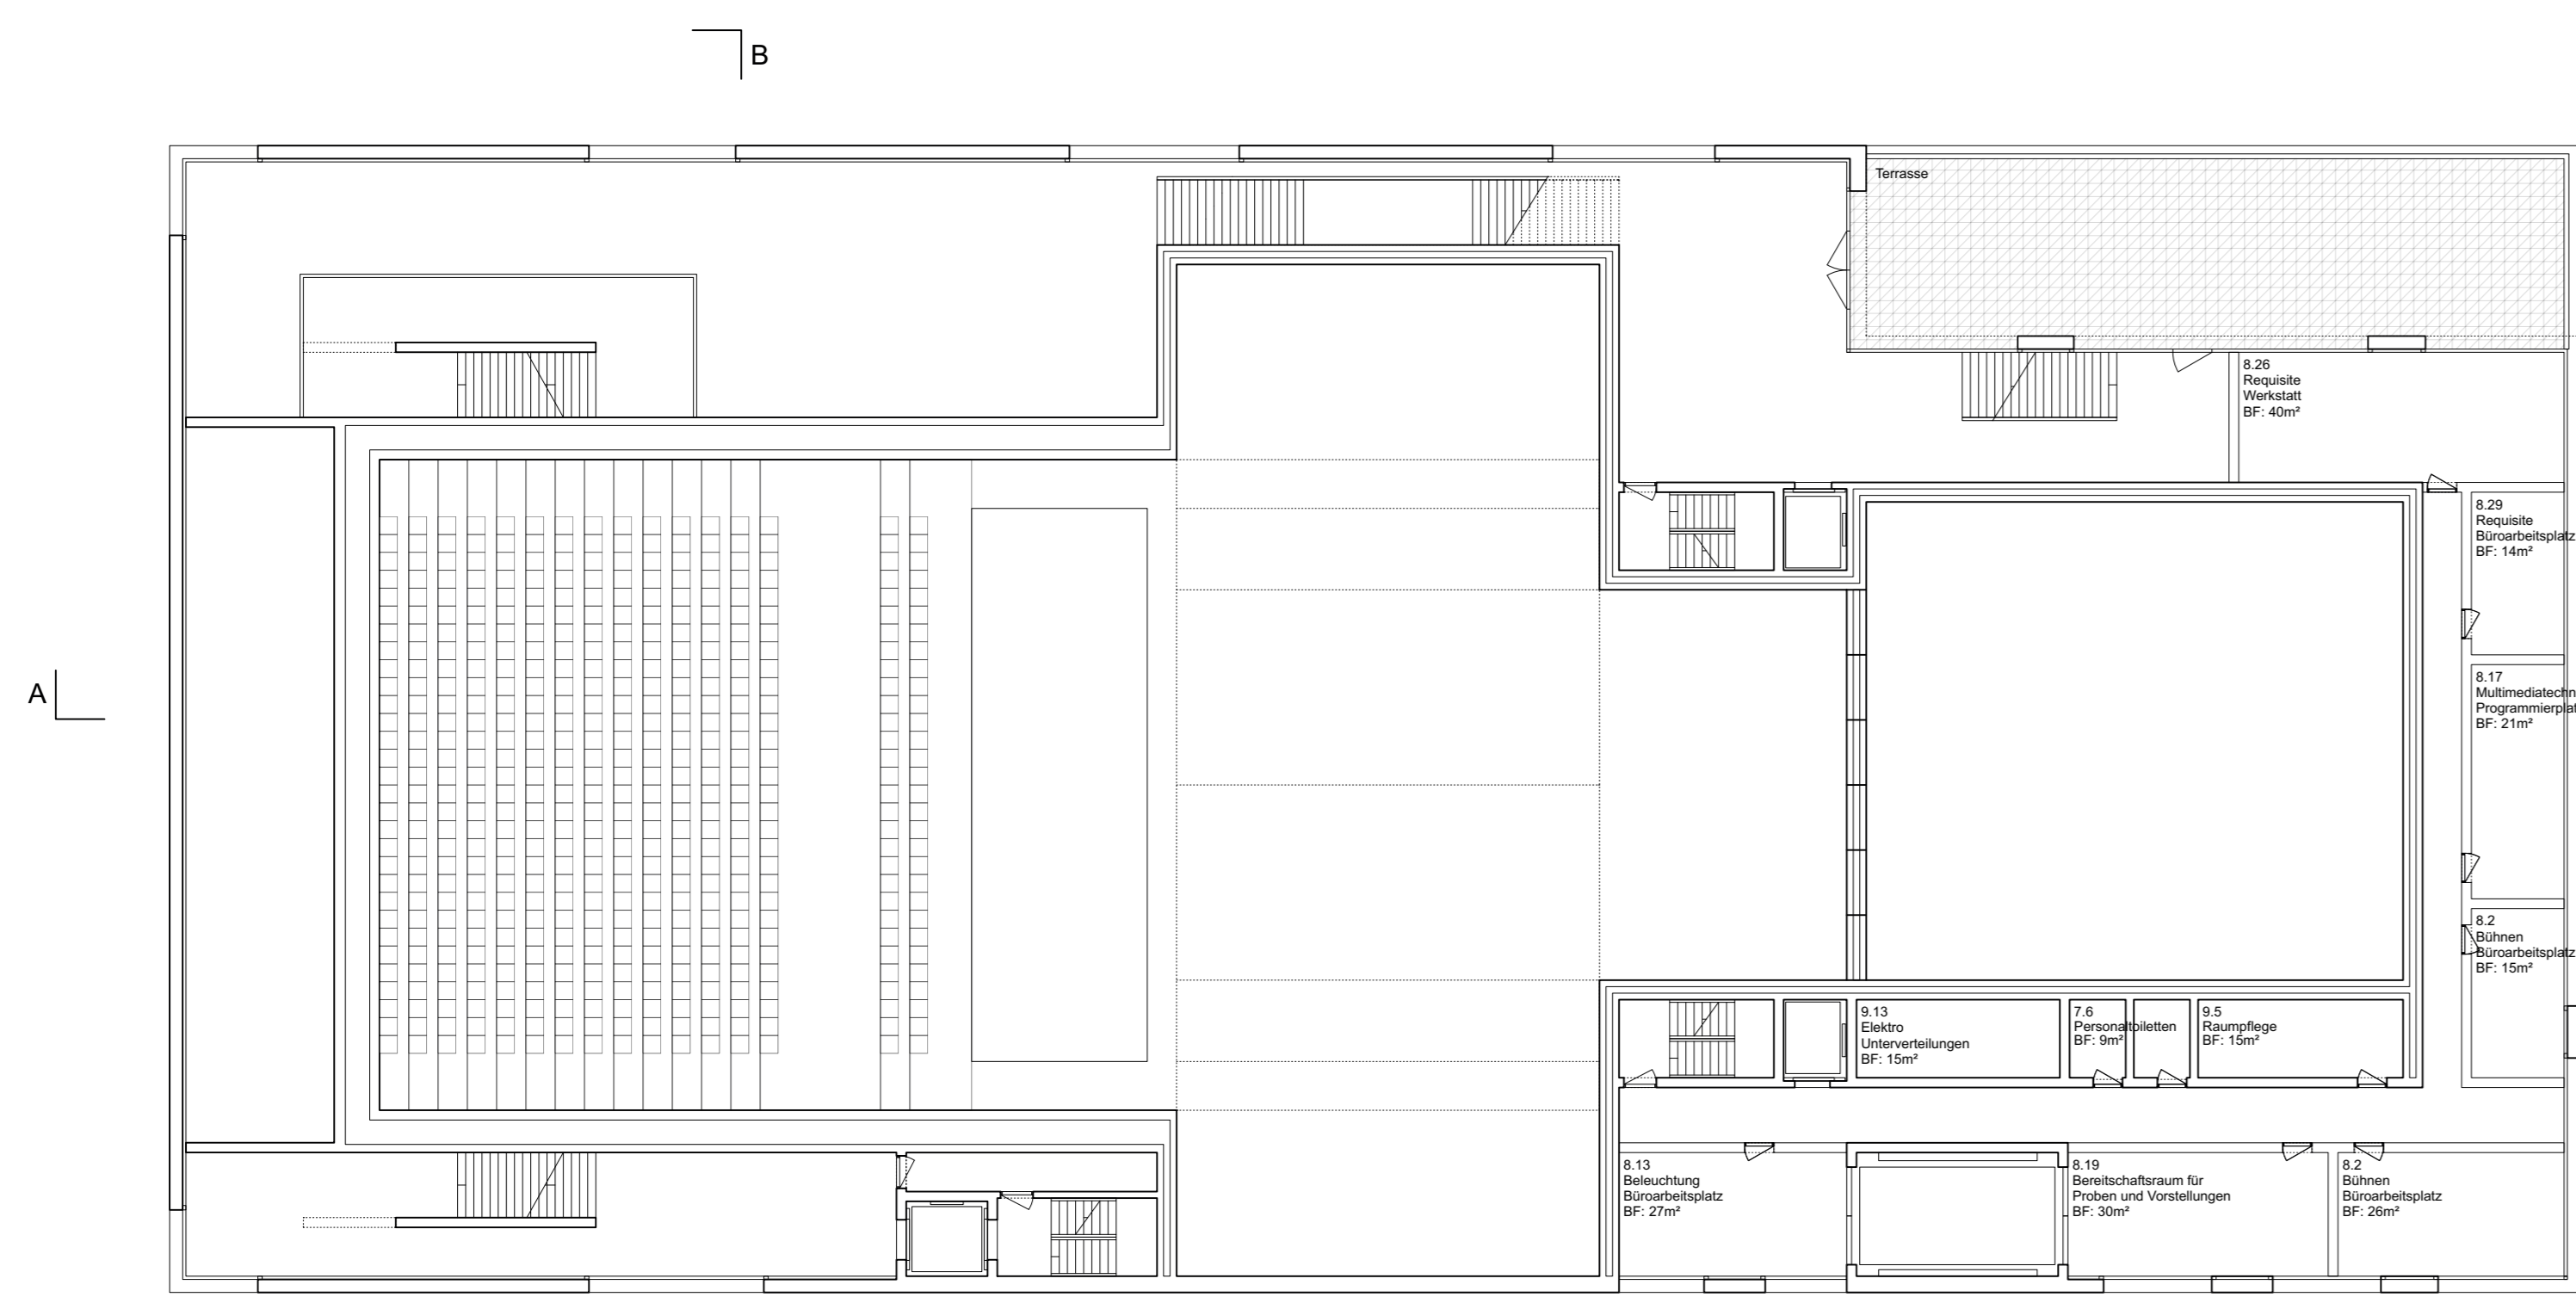 B
Terrasse
8.26
Requisite
Werkstatt
BF: 40m²
8.29
Requisite
Büroarbeitsplatz
BF: 14m²
A
8.17
Multimediatechn
Programmierplat
BF: 21m²
8.2
Bühnen
Büroarbeitsplatz
BF: 15m²
9.13
Elektro
Unterverteilungen
BF: 15m²
7.6
Personaltoiletten
BF: 9m²
9.5
Raumpflege
BF: 15m²
8.13
Beleuchtung
Büroarbeitsplatz
BF: 27m²
8.19
Bereitschaftsraum für
Proben und Vorstellungen
BF: 30m²
8.2
Bühnen
Büroarbeitsplatz
BF: 26m²